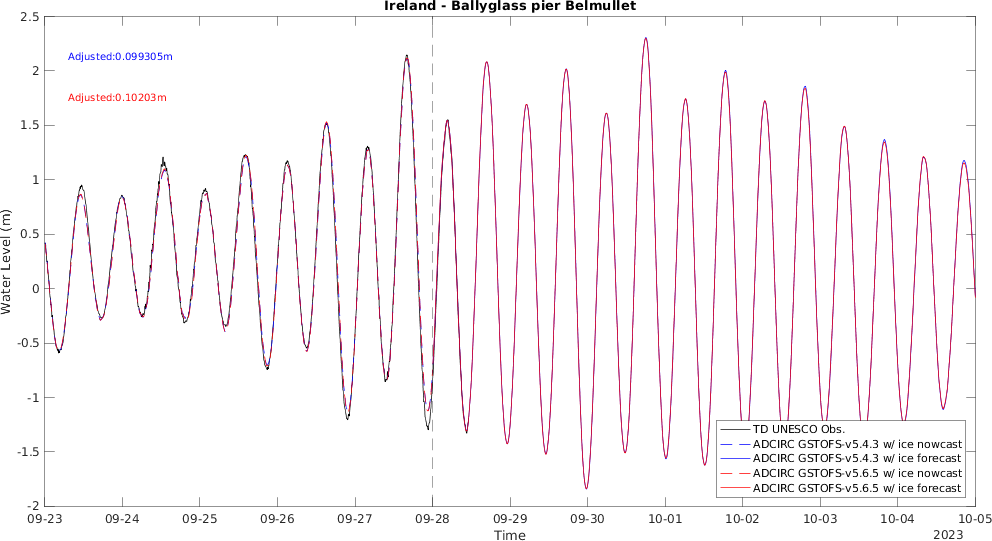 Ireland - Ballyglass pier Belmullet
2.5
2
1.5
1
0.5
0
-0.5
-1
-1.5
-2
Water Level (m)
Adjusted:0.099305m
Adjusted:0.10203m
TD UNESCO Obs.
ADCIRC GSTOFS-v5.4.3 w/ ice nowcast
ADCIRC GSTOFS-v5.4.3 w/ ice forecast
ADCIRC GSTOFS-v5.6.5 w/ ice nowcast
ADCIRC GSTOFS-v5.6.5 w/ ice forecast
09-23 09-24 09-25 09-26 09-27 09-28 09-29 09-30 10-01 10-02 10-03 10-04 10-05
Time
2023